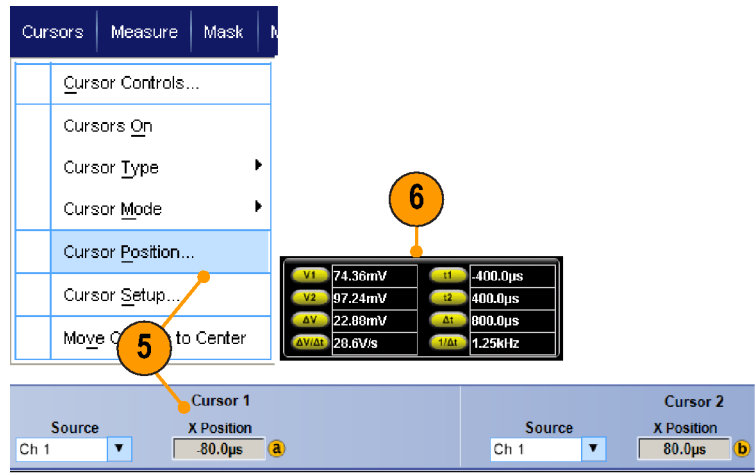 Cursors Measure Mask
Cursor Controls...
Cursors On
Cursor Type
Cursor Mode
Cursor Position...
Cursor Setup...
Move to Center
5
6
V1 74.36mV t1 -400.0µs
V2 97.24mV t2 400.0µs
ΔV 22.88mV Δt 800.0µs
ΔV/Δt 28.6V/s 1/Δt 1.25kHz
Cursor 1 Cursor 2
Source X Position Source X Position
Ch 1 -80.0µs a Ch 1 80.0µs b